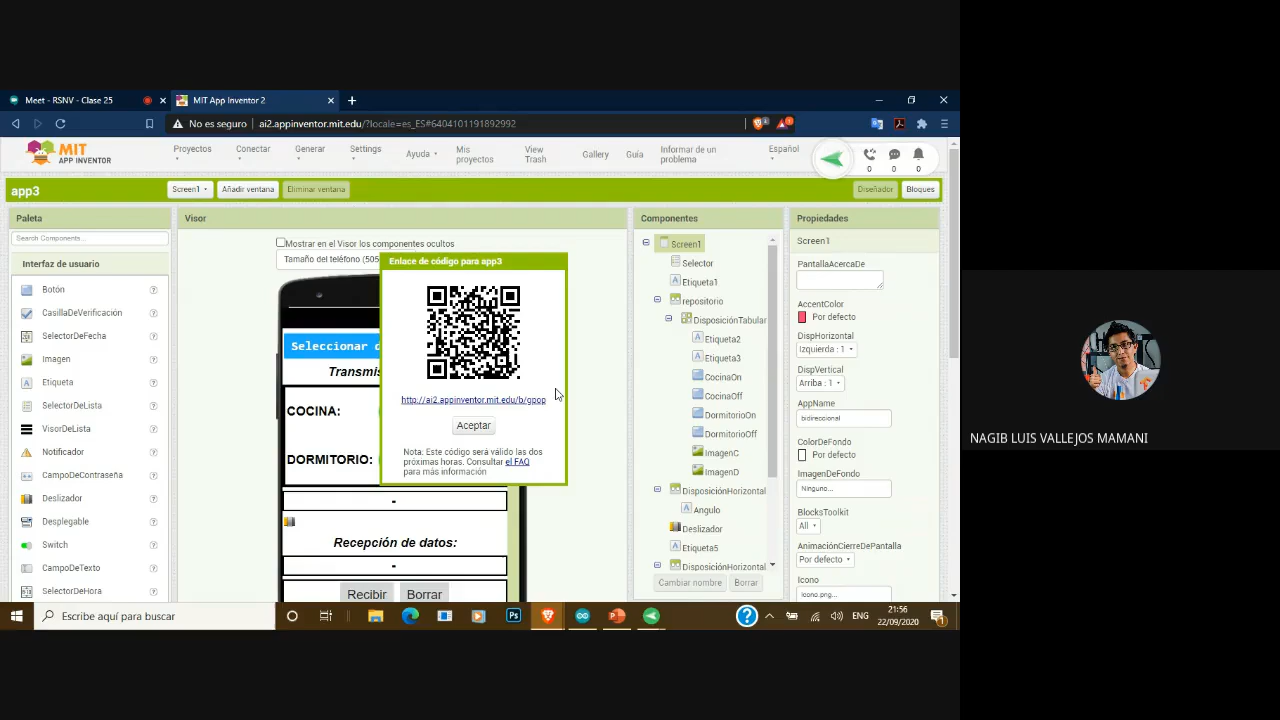 Meet - RSNV - Clase 25
MIT App Inventor 2
No es seguro
ai2.appinventor.mit.edu/?locale=es_ES#6404101191892992
MIT
APP INVENTOR
Proyectos
Conectar
Generar
Settings
Ayuda
Mis
proyectos
View
Trash
Gallery
Guía
Informar de un
problema
Español
0
0
0
app3
Screen1
Añadir ventana
Eliminar ventana
Diseñador
Bloques
Paleta
Search Components...
Interfaz de usuario
Botón
CasillaDeVerificación
SelectorDeFecha
Imagen
Etiqueta
SelectorDeLista
VisorDeLista
Notificador
CampoDeContraseña
Deslizador
Desplegable
Switch
CampoDeTexto
SelectorDeHora
Visor
Mostrar en el Visor los componentes ocultos
Tamaño del teléfono (505
Seleccionar d
Transmis
COCINA:
DORMITORIO:
-
Recepción de datos:
-
Recibir
Borrar
Enlace de código para app3
http://ai2.appinventor.mit.edu/b/gpop
Aceptar
Nota: Este código será válido las dos
próximas horas. Consultar el FAQ
para más información
Componentes
Screen1
Selector
Etiqueta1
repositorio
DisposiciónTabular
Etiqueta2
Etiqueta3
CocinaOn
CocinaOff
DormitorioOn
DormitorioOff
ImagenC
ImagenD
DisposiciónHorizontal
Angulo
Deslizador
Etiqueta5
DisposiciónHorizontal
Cambiar nombre
Borrar
Propiedades
Screen1
PantallaAcercaDe
AccentColor
Por defecto
DispHorizontal
Izquierda : 1
DispVertical
Arriba : 1
AppName
bidireccional
ColorDeFondo
Por defecto
ImagenDeFondo
Ninguno...
BlocksToolkit
All
AnimaciónCierreDePantalla
Por defecto
Icono
Icono.png...
NAGIB LUIS VALLEJOS MAMANI
Escribe aquí para buscar
Ps
ENG
21:56
22/09/2020